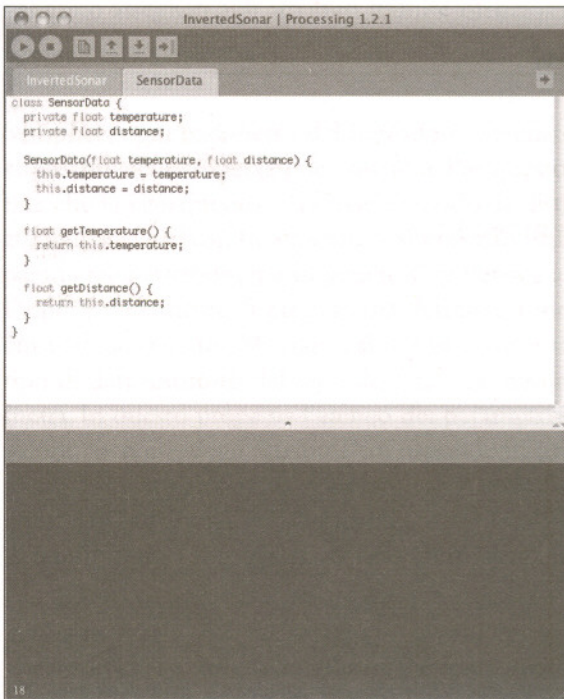 InvertedSonar | Processing 1.2.1
InvertedSonar SensorData
class SensorData {
private float temperature;
private float distance;
SensorData(float temperature, float distance) {
this.temperature = temperature;
this.distance = distance;
}
float getTemperature() {
return this.temperature;
}
float getDistance() {
return this.distance;
}
}
18